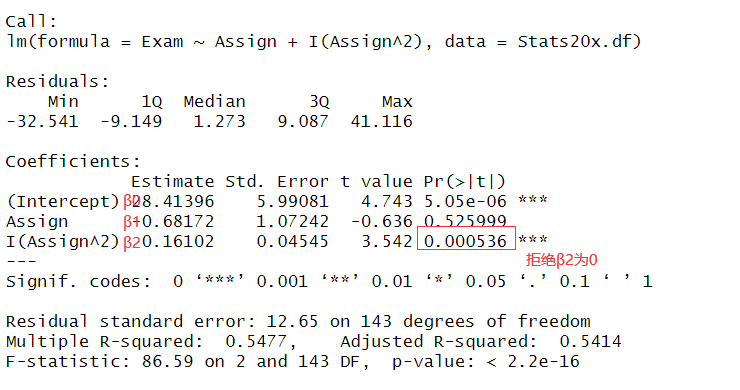 Call:
lm(formula = Exam ~ Assign + I(Assign^2), data = Stats20x.df)
Residuals:
Min 1Q Median 3Q Max
-32.541 -9.149 1.273 9.087 41.116
Coefficients:
Estimate Std. Error t value Pr(>|t|)
(Intercept) β0 28.41396 5.99081 4.743 5.05e-06 ***
Assign β1 -0.68172 1.07242 -0.636 0.525999
I(Assign^2) β2 0.16102 0.04545 3.542 0.000536 ***
---
拒绝β2为0
Signif. codes: 0 ‘***’ 0.001 ‘**’ 0.01 ‘*’ 0.05 ‘.’ 0.1 ‘ ’ 1
Residual standard error: 12.65 on 143 degrees of freedom
Multiple R-squared: 0.5477, Adjusted R-squared: 0.5414
F-statistic: 86.59 on 2 and 143 DF, p-value: < 2.2e-16